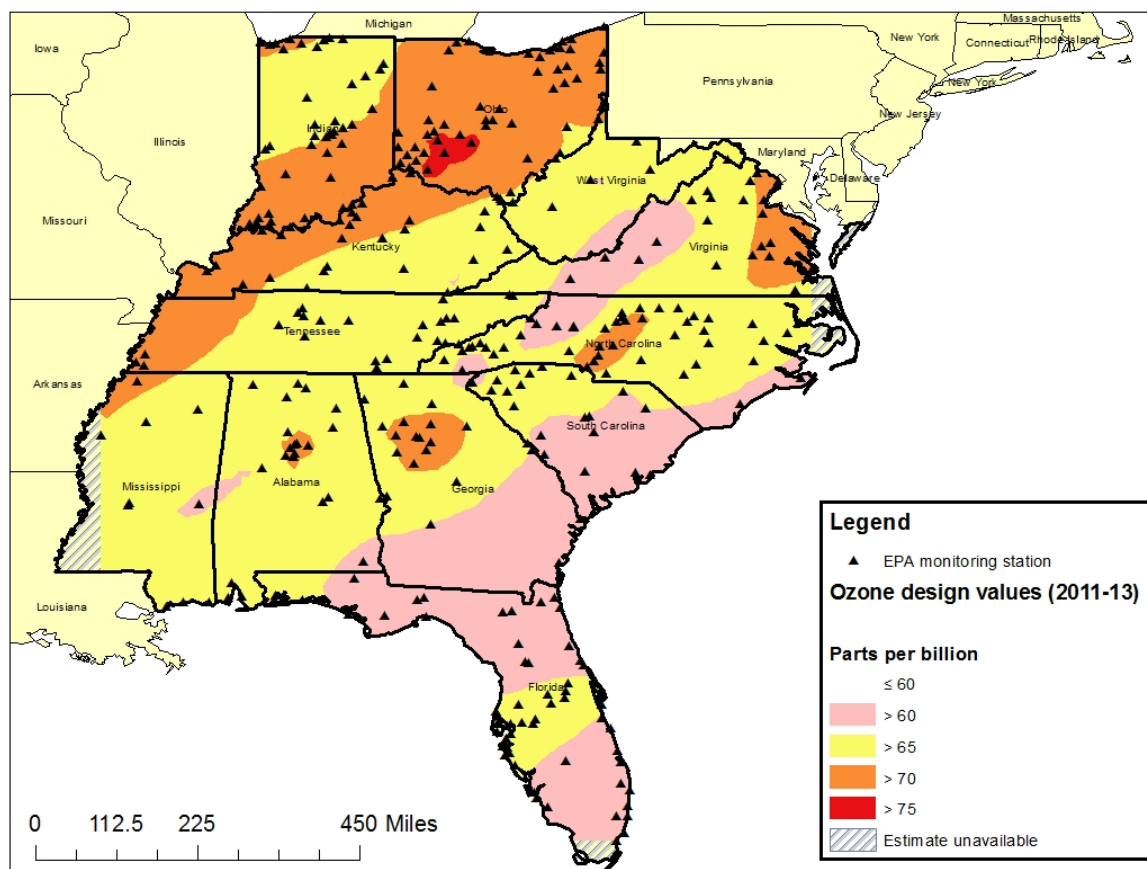 Michigan
Iowa
Massachusetts
New York
Connecticut
Rhode Island
New York
Pennsylvania
New Jersey
Ohio
Illinois
Maryland
Delaware
West Virginia
Missouri
Kentucky
Virginia
Tennessee
North Carolina
Arkansas
South Carolina
Mississippi
Alabama
Georgia
Louisiana
Florida
Legend
EPA monitoring station
Ozone design values (2011-13)
Parts per billion
≤ 60
> 60
> 65
> 70
> 75
Estimate unavailable
0 112.5 225 450 Miles